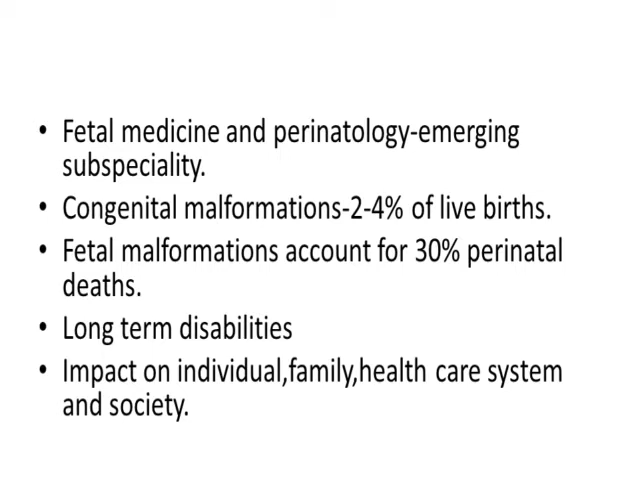 • Fetal medicine and perinatology-emerging
subspeciality.
• Congenital malformations-2-4% of live births.
• Fetal malformations account for 30% perinatal
deaths.
• Long term disabilities
• Impact on individual,family,health care system
and society.